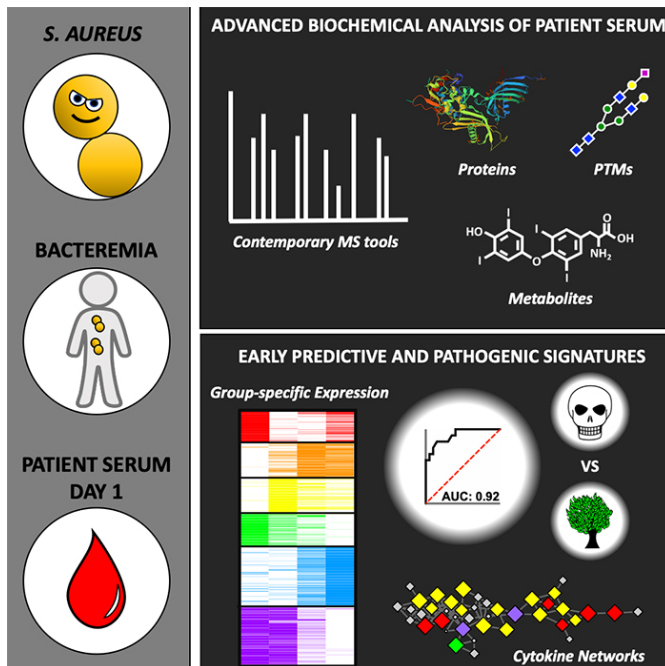 S. AUREUS
BACTEREMIA
PATIENT SERUM
DAY 1
ADVANCED BIOCHEMICAL ANALYSIS OF PATIENT SERUM
Contemporary MS tools
Proteins
PTMs
HO
I
I
I
I
O
O
OH
NH2
Metabolites
EARLY PREDICTIVE AND PATHOGENIC SIGNATURES
Group-specific Expression
AUC: 0.92
VS
Cytokine Networks